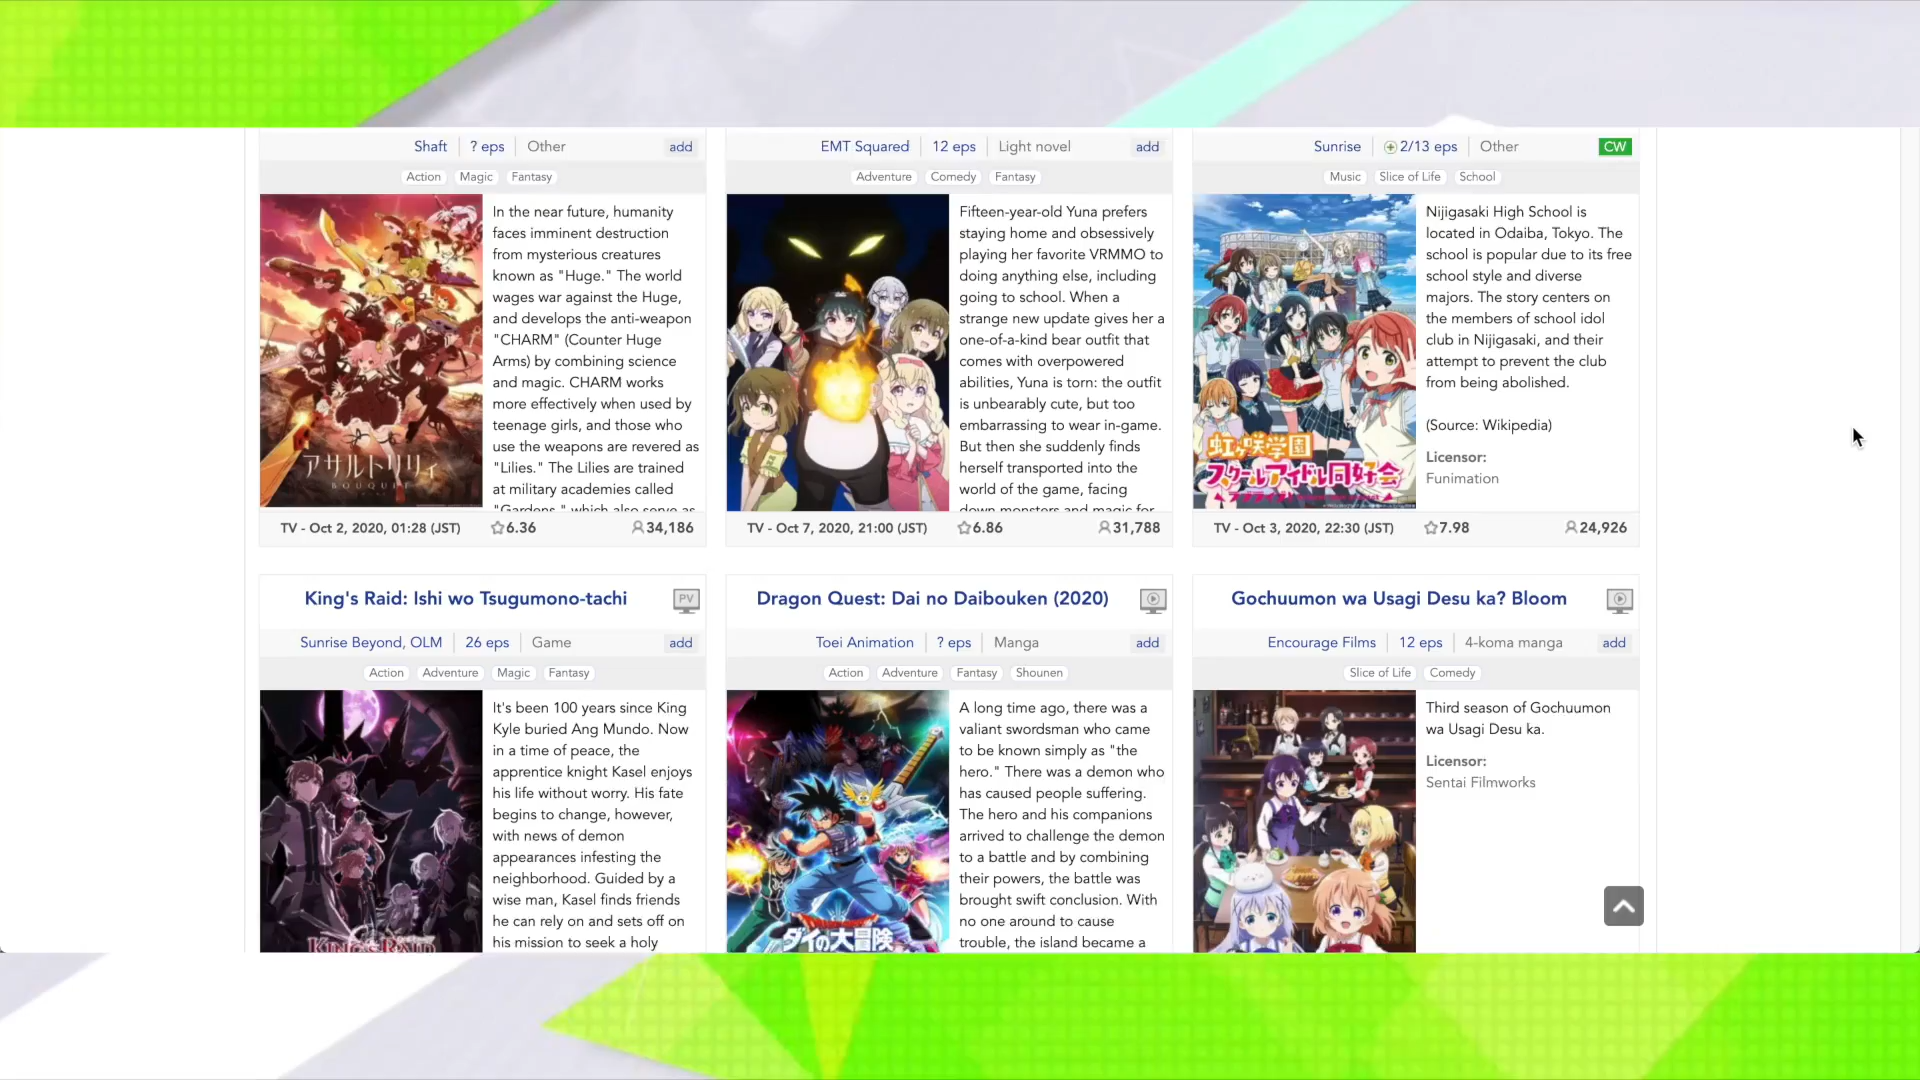 Shaft ? eps Other add
Action Magic Fantasy
In the near future, humanity
faces imminent destruction
from mysterious creatures
known as "Huge." The world
wages war against the Huge,
and develops the anti-weapon
"CHARM" (Counter Huge
Arms) by combining science
and magic. CHARM works
more effectively when used by
teenage girls, and those who
use the weapons are revered as
"Lilies." The Lilies are trained
at military academies called
"Gardens," which also serve as
アサルトリリィ
BOUQUET
TV - Oct 2, 2020, 01:28 (JST) 6.36 34,186
EMT Squared 12 eps Light novel add
Adventure Comedy Fantasy
Fifteen-year-old Yuna prefers
staying home and obsessively
playing her favorite VRMMO to
doing anything else, including
going to school. When a
strange new update gives her a
one-of-a-kind bear outfit that
comes with overpowered
abilities, Yuna is torn: the outfit
is unbearably cute, but too
embarrassing to wear in-game.
But then she suddenly finds
herself transported into the
world of the game, facing
down monsters and magic for
TV - Oct 7, 2020, 21:00 (JST) 6.86 31,788
Sunrise 2/13 eps Other CW
Music Slice of Life School
Nijigasaki High School is
located in Odaiba, Tokyo. The
school is popular due to its free
school style and diverse
majors. The story centers on
the members of school idol
club in Nijigasaki, and their
attempt to prevent the club
from being abolished.
(Source: Wikipedia)
Licensor:
Funimation
虹ヶ咲学園
スクールアイドル同好会
ラブライブ!
TV - Oct 3, 2020, 22:30 (JST) 7.98 24,926
King's Raid: Ishi wo Tsugumono-tachi PV
Sunrise Beyond, OLM 26 eps Game add
Action Adventure Magic Fantasy
It's been 100 years since King
Kyle buried Ang Mundo. Now
in a time of peace, the
apprentice knight Kasel enjoys
his life without worry. His fate
begins to change, however,
with news of demon
appearances infesting the
neighborhood. Guided by a
wise man, Kasel finds friends
he can rely on and sets off on
his mission to seek a holy
KING'S RAID
Dragon Quest: Dai no Daibouken (2020)
Toei Animation ? eps Manga add
Action Adventure Fantasy Shounen
A long time ago, there was a
valiant swordsman who came
to be known simply as "the
hero." There was a demon who
has caused people suffering.
The hero and his companions
arrived to challenge the demon
to a battle and by combining
their powers, the battle was
brought swift conclusion. With
no one around to cause
trouble, the island became a
ダイの大冒険
Gochuumon wa Usagi Desu ka? Bloom
Encourage Films 12 eps 4-koma manga add
Slice of Life Comedy
Third season of Gochuumon
wa Usagi Desu ka.
Licensor:
Sentai Filmworks